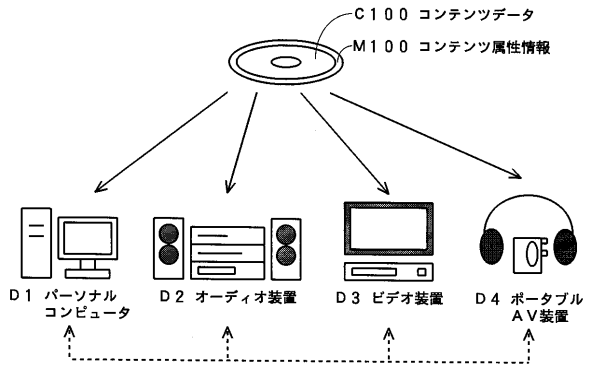 C100 コンテンツデータ
M100 コンテンツ属性情報
D1 パーソナル
コンピュータ
D2 オーディオ装置
D3 ビデオ装置
D4 ポータブル
AV装置